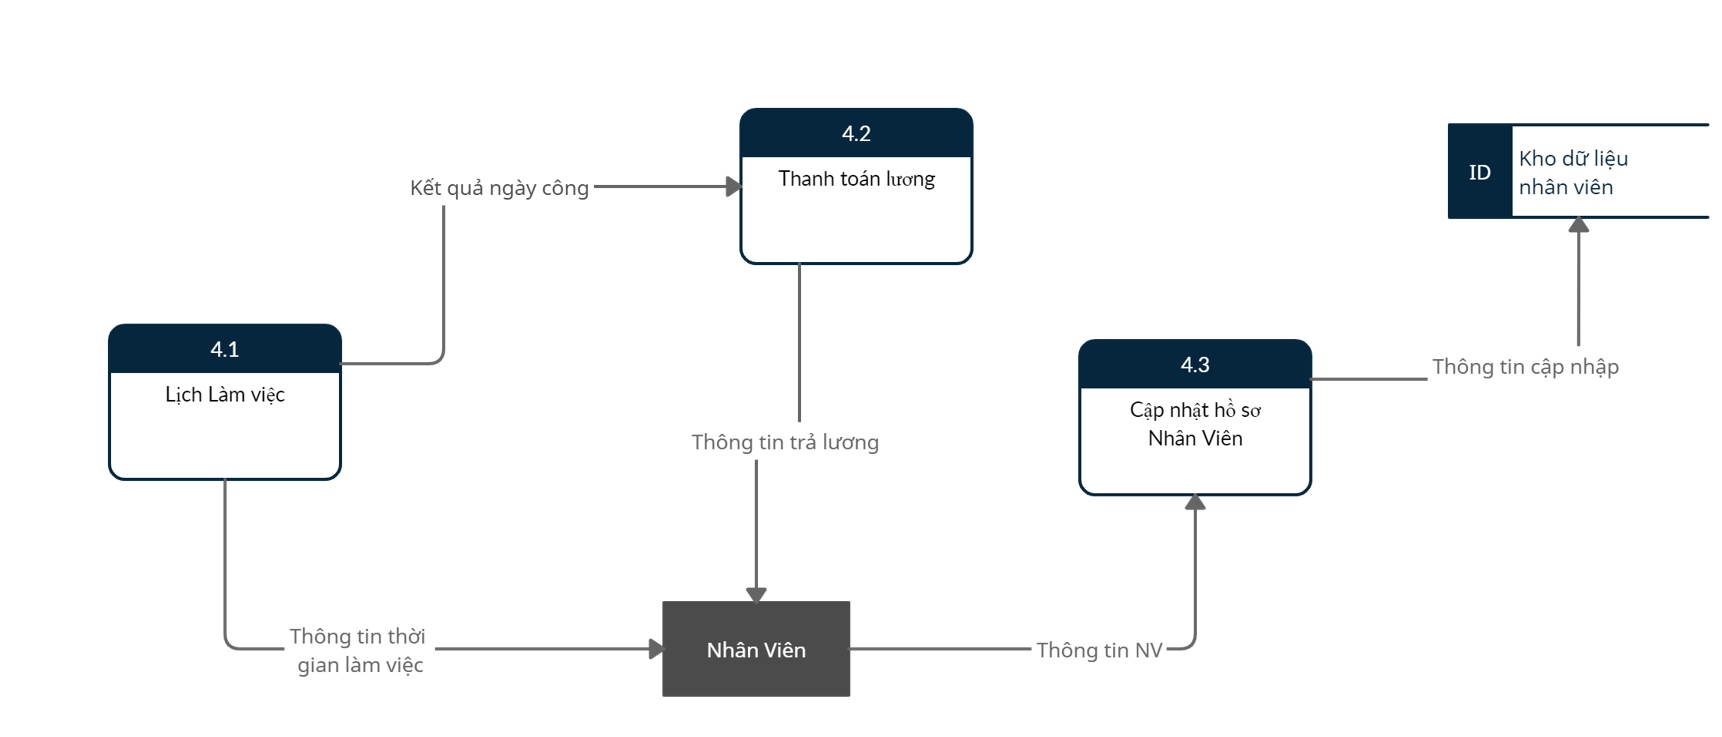 4.2
Thanh toán lương
ID
Kho dữ liệu
nhân viên
Kết quả ngày công
4.1
Lịch Làm việc
4.3
Cập nhật hồ sơ
Nhân Viên
Thông tin cập nhập
Thông tin trả lương
Thông tin thời
gian làm việc
Nhân Viên
Thông tin NV